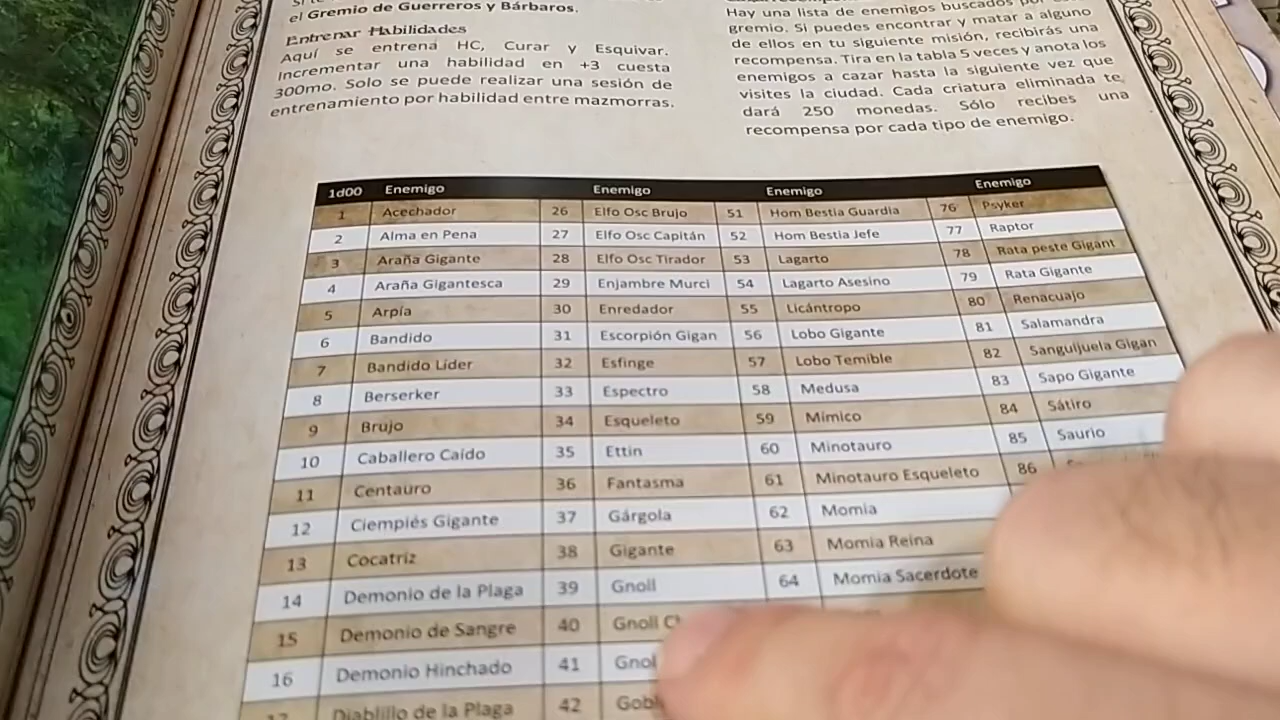 el Gremio de Guerreros y Bárbaros.
Entrenar Habilidades
Aquí se entrena HC, Curar y Esquivar.
Incrementar una habilidad en +3 cuesta
300mo. Solo se puede realizar una sesión de
entrenamiento por habilidad entre mazmorras.
Hay una lista de enemigos buscados por
gremio. Si puedes encontrar y matar a alguno
de ellos en tu siguiente misión, recibirás una
recompensa. Tira en la tabla 5 veces y anota los
enemigos a cazar hasta la siguiente vez que
visites la ciudad. Cada criatura eliminada te
dará 250 monedas. Sólo recibes una
recompensa por cada tipo de enemigo.
1d00 Enemigo Enemigo Enemigo Enemigo
1 Acechador 26 Elfo Osc Brujo 51 Hom Bestia Guardia 76 Psyker
2 Alma en Pena 27 Elfo Osc Capitán 52 Hom Bestia Jefe 77 Raptor
3 Araña Gigante 28 Elfo Osc Tirador 53 Lagarto 78 Rata peste Gigant
4 Araña Gigantesca 29 Enjambre Murci 54 Lagarto Asesino 79 Rata Gigante
5 Arpía 30 Enredador 55 Licántropo 80 Renacuajo
6 Bandido 31 Escorpión Gigan 56 Lobo Gigante 81 Salamandra
7 Bandido Líder 32 Esfinge 57 Lobo Temible 82 Sanguijuela Gigan
8 Berserker 33 Espectro 58 Medusa 83 Sapo Gigante
9 Brujo 34 Esqueleto 59 Mimico 84 Sátiro
10 Caballero Caído 35 Ettin 60 Minotauro 85 Saurio
11 Centauro 36 Fantasma 61 Minotauro Esqueleto 86
12 Ciempiés Gigante 37 Gárgola 62 Momia
13 Cocatriz 38 Gigante 63 Momia Reina
14 Demonio de la Plaga 39 Gnoll 64 Momia Sacerdote
15 Demonio de Sangre 40 Gnoll
16 Demonio Hinchado 41
Diablillo de la Plaga 42